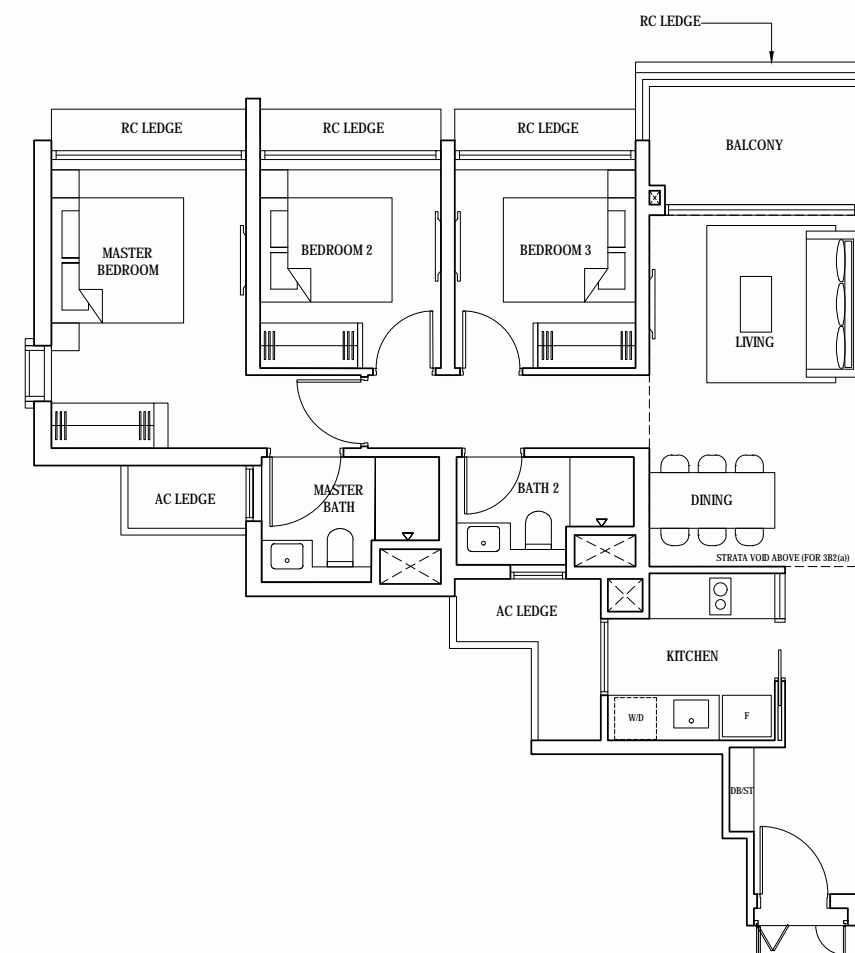 RC LEDGE
RC LEDGE
RC LEDGE
RC LEDGE
BALCONY
MASTER
BEDROOM
BEDROOM 2
BEDROOM 3
LIVING
MASTER
BATH
BATH 2
AC LEDGE
DINING
STRATA VOID ABOVE (FOR 3B2(a))
AC LEDGE
KITCHEN
W/D
F
DB/ST